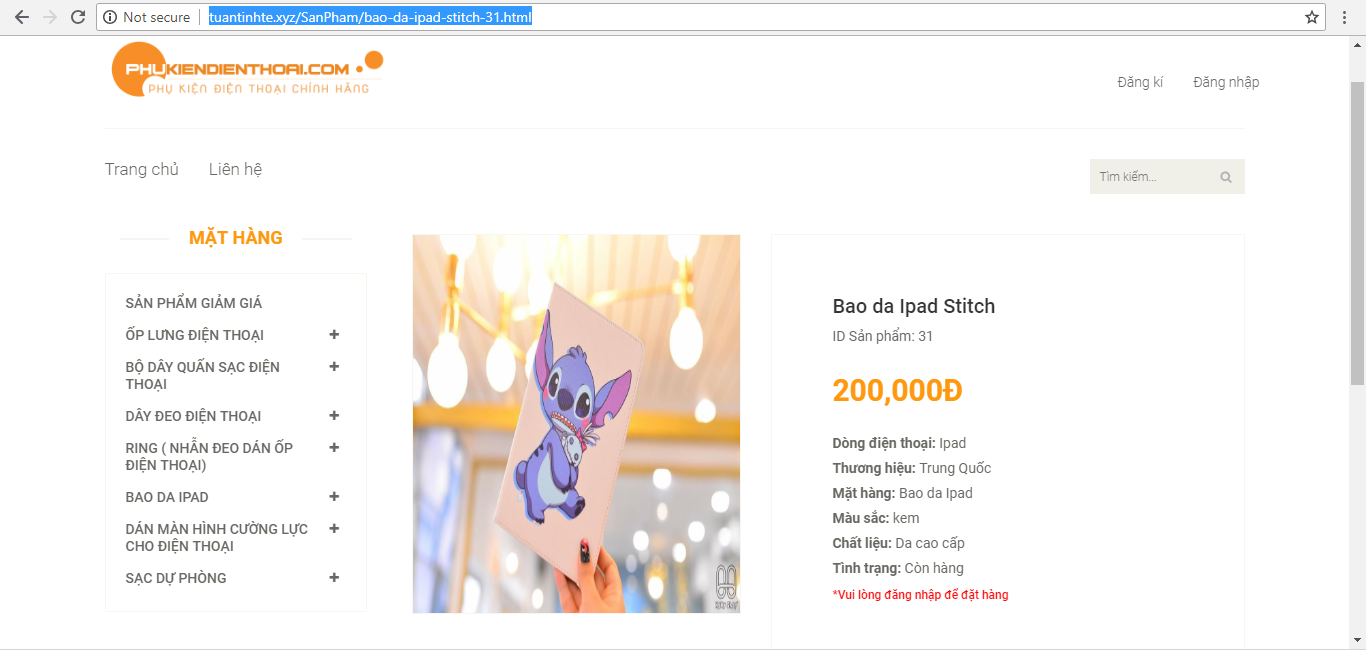 Not secure
tuantinhte.xyz/SanPham/bao-da-ipad-stitch-31.html
PHUKIENDIENTHOAI.COM
PHỤ KIỆN ĐIỆN THOẠI CHÍNH HÃNG
Đăng kí
Đăng nhập
Trang chủ
Liên hệ
Tìm kiếm...
MẶT HÀNG
SẢN PHẨM GIẢM GIÁ
ỐP LƯNG ĐIỆN THOẠI
BỘ DÂY QUẤN SẠC ĐIỆN
THOẠI
DÂY ĐEO ĐIỆN THOẠI
RING ( NHẪN ĐEO DÁN ỐP
ĐIỆN THOẠI)
BAO DA IPAD
DÁN MÀN HÌNH CƯỜNG LỰC
CHO ĐIỆN THOẠI
SẠC DỰ PHÒNG
Bao da Ipad Stitch
ID Sản phẩm: 31
200,000Đ
Dòng điện thoại: Ipad
Thương hiệu: Trung Quốc
Mặt hàng: Bao da Ipad
Màu sắc: kem
Chất liệu: Da cao cấp
Tình trạng: Còn hàng
*Vui lòng đăng nhập để đặt hàng